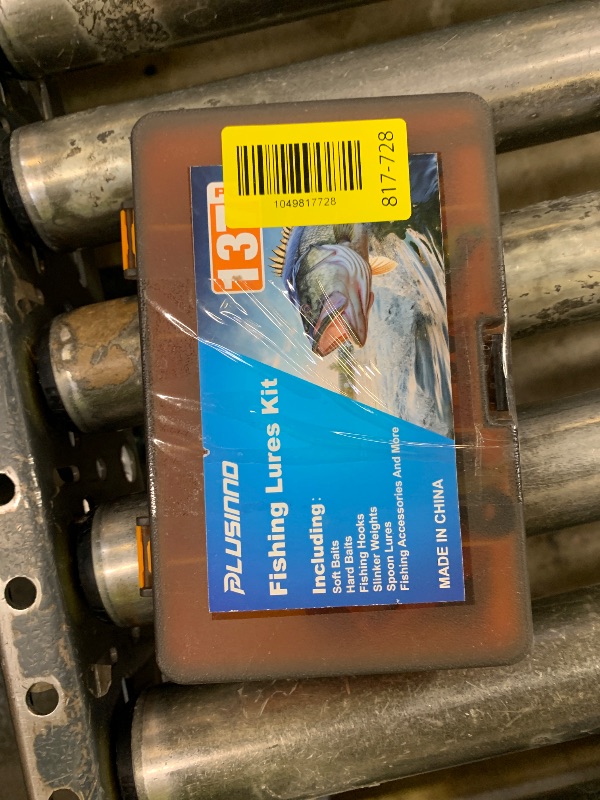 1049817728
817-728
PLUSINNO
Fishing Lures Kit
Including:
Soft Baits
Hard Baits
Fishing Hooks
Slinker Weights
Spoon Lures
Fishing Accessories And More
MADE IN CHINA